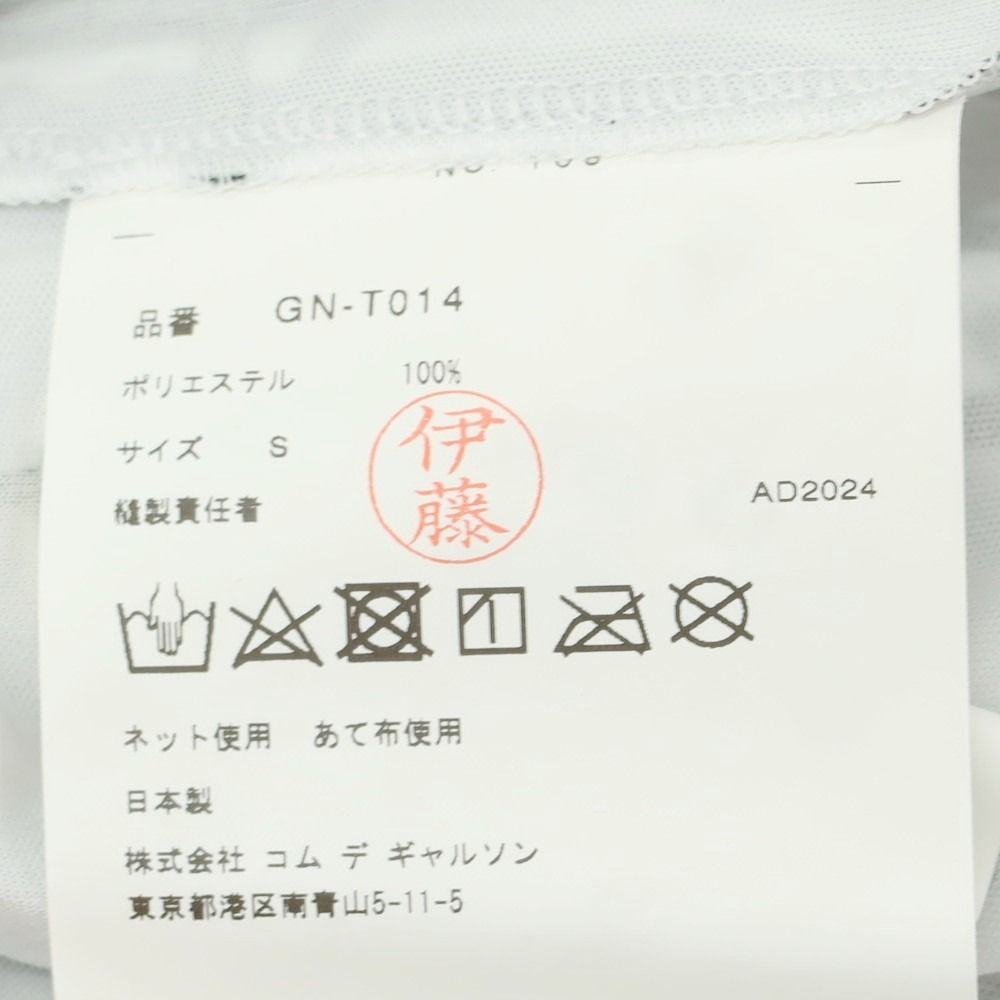 品番 GN-T014
ポリエステル 100%
サイズ S
縫製責任者 伊藤
AD2024
ネット使用 あて布使用
日本製
株式会社 コム デ ギャルソン
東京都港区南青山5-11-5